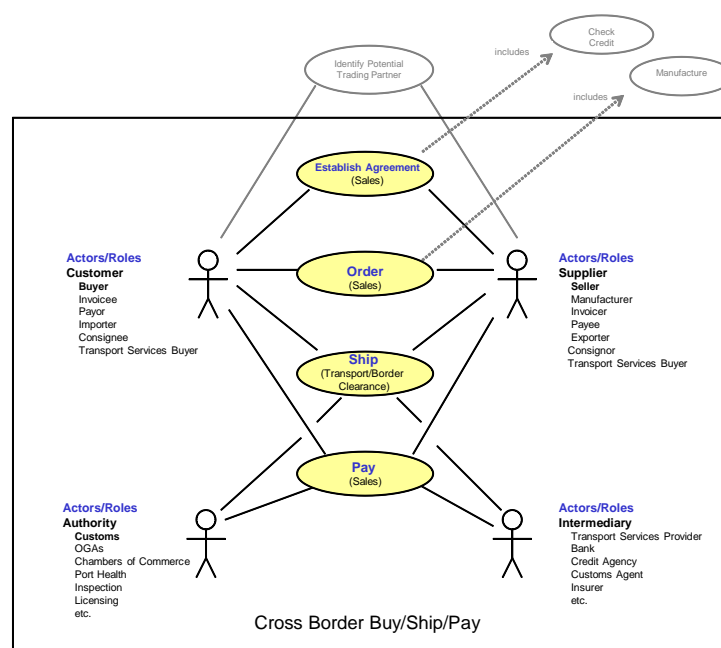 Check
Credit
includes
Identify Potential
Trading Partner
Manufacture
includes
Establish Agreement
(Sales)
Actors/Roles
Customer
Buyer
Invoicee
Payor
Importer
Consignee
Transport Services Buyer
Order
(Sales)
Actors/Roles
Supplier
Seller
Manufacturer
Invoicer
Payee
Exporter
Consignor
Transport Services Buyer
Ship
(Transport/Border
Clearance)
Pay
(Sales)
Actors/Roles
Authority
Customs
OGAs
Chambers of Commerce
Port Health
Inspection
Licensing
etc.
Actors/Roles
Intermediary
Transport Services Provider
Bank
Credit Agency
Customs Agent
Insurer
etc.
Cross Border Buy/Ship/Pay